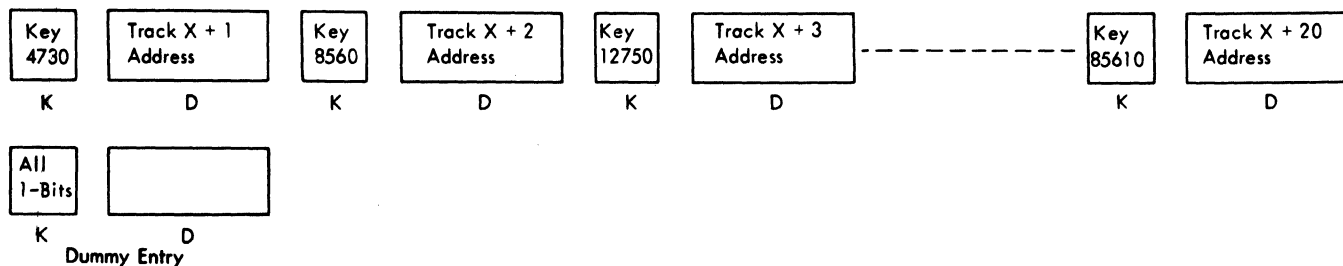 Key 4730
Track X + 1 Address
Key 8560
Track X + 2 Address
Key 12750
Track X + 3 Address
Key 85610
Track X + 20 Address
K D K D K D K D
All 1-Bits
K D
Dummy Entry